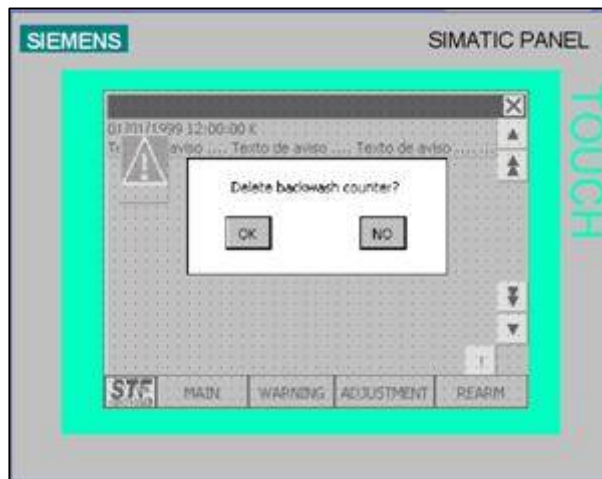 SIEMENS
SIMATIC PANEL
TOUCH
01/01/1999 12:00:00 K
aviso .... Texto de aviso .... Texto de aviso ......
Delete backwash counter?
OK
NO
!
STF
MAIN
WARNING
ADJUSTMENT
REARM